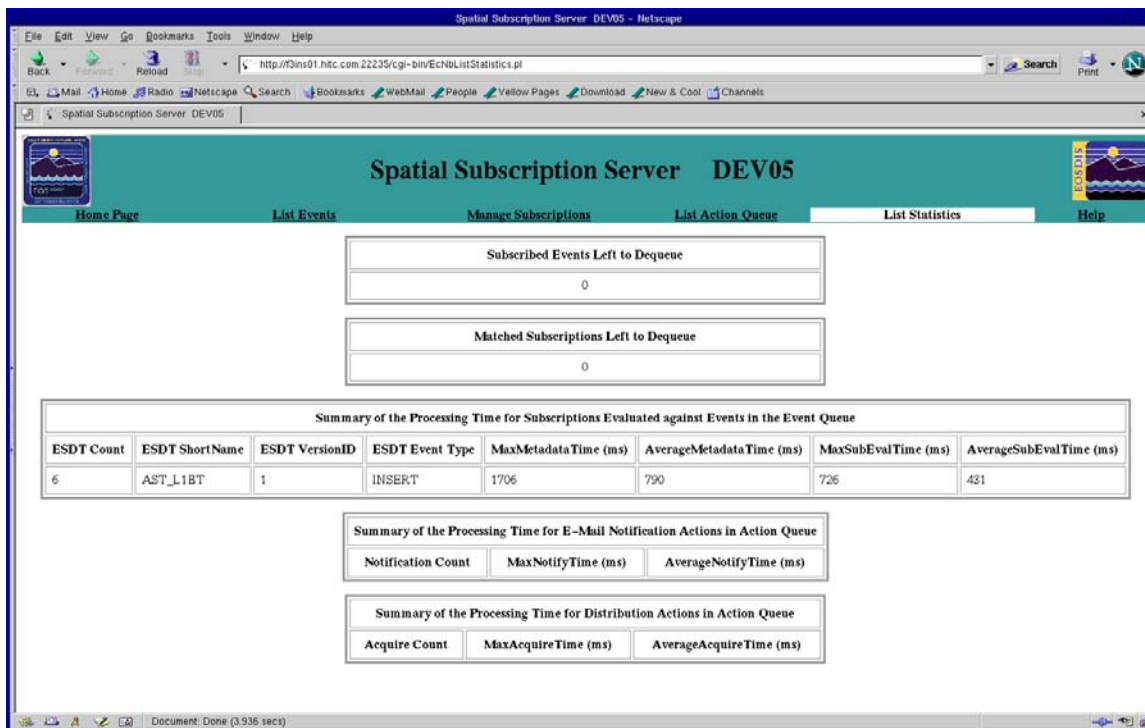 Spatial Subscription Server DEV05 - Netscape
File Edit View Go Bookmarks Tools Window Help
Back Forward Reload Stop http://f3ins01.hitc.com:22235/cgi-bin/EcNbListStatistics.pl Search Print N
Mail Home Radio Netscape Search Bookmarks WebMail People Yellow Pages Download New & Cool Channels
Spatial Subscription Server DEV05
Spatial Subscription Server DEV05
EOSDIS
Home Page List Events Manage Subscriptions List Action Queue List Statistics Help
Subscribed Events Left to Dequeue
0
Matched Subscriptions Left to Dequeue
0
Summary of the Processing Time for Subscriptions Evaluated against Events in the Event Queue
ESDT Count ESDT ShortName ESDT VersionID ESDT Event Type MaxMetadataTime (ms) AverageMetadataTime (ms) MaxSubEvalTime (ms) AverageSubEvalTime (ms)
6 AST_L1BT 1 INSERT 1706 790 726 431
Summary of the Processing Time for E-Mail Notification Actions in Action Queue
Notification Count MaxNotifyTime (ms) AverageNotifyTime (ms)
Summary of the Processing Time for Distribution Actions in Action Queue
Acquire Count MaxAcquireTime (ms) AverageAcquireTime (ms)
Document: Done (3.936 secs)